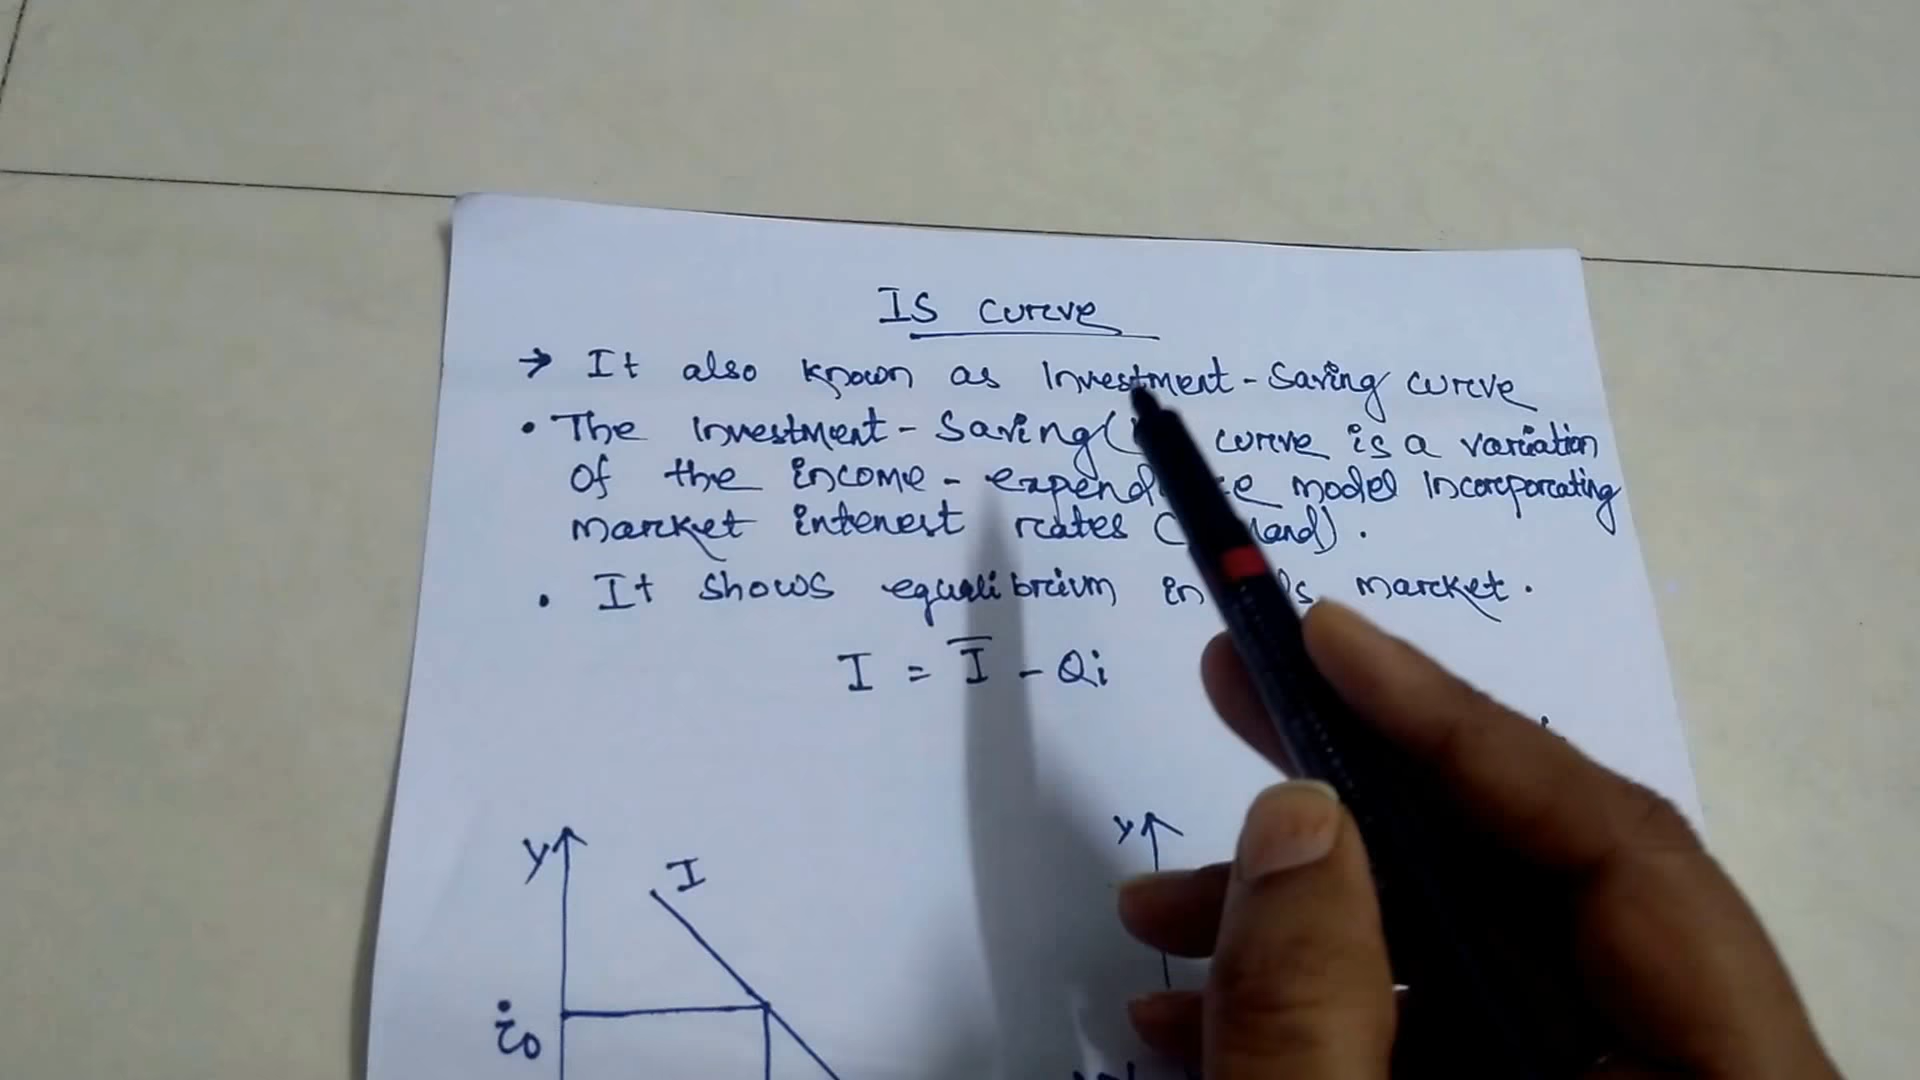 IS curve
→ It also known as Investment-Saving curve
• The Investment-Saving( curve is a variation
of the income-expend model Incorporating
market interest rates (
• It shows equalibrium in market.
I = I̅ - Qi
y
I
y
i0